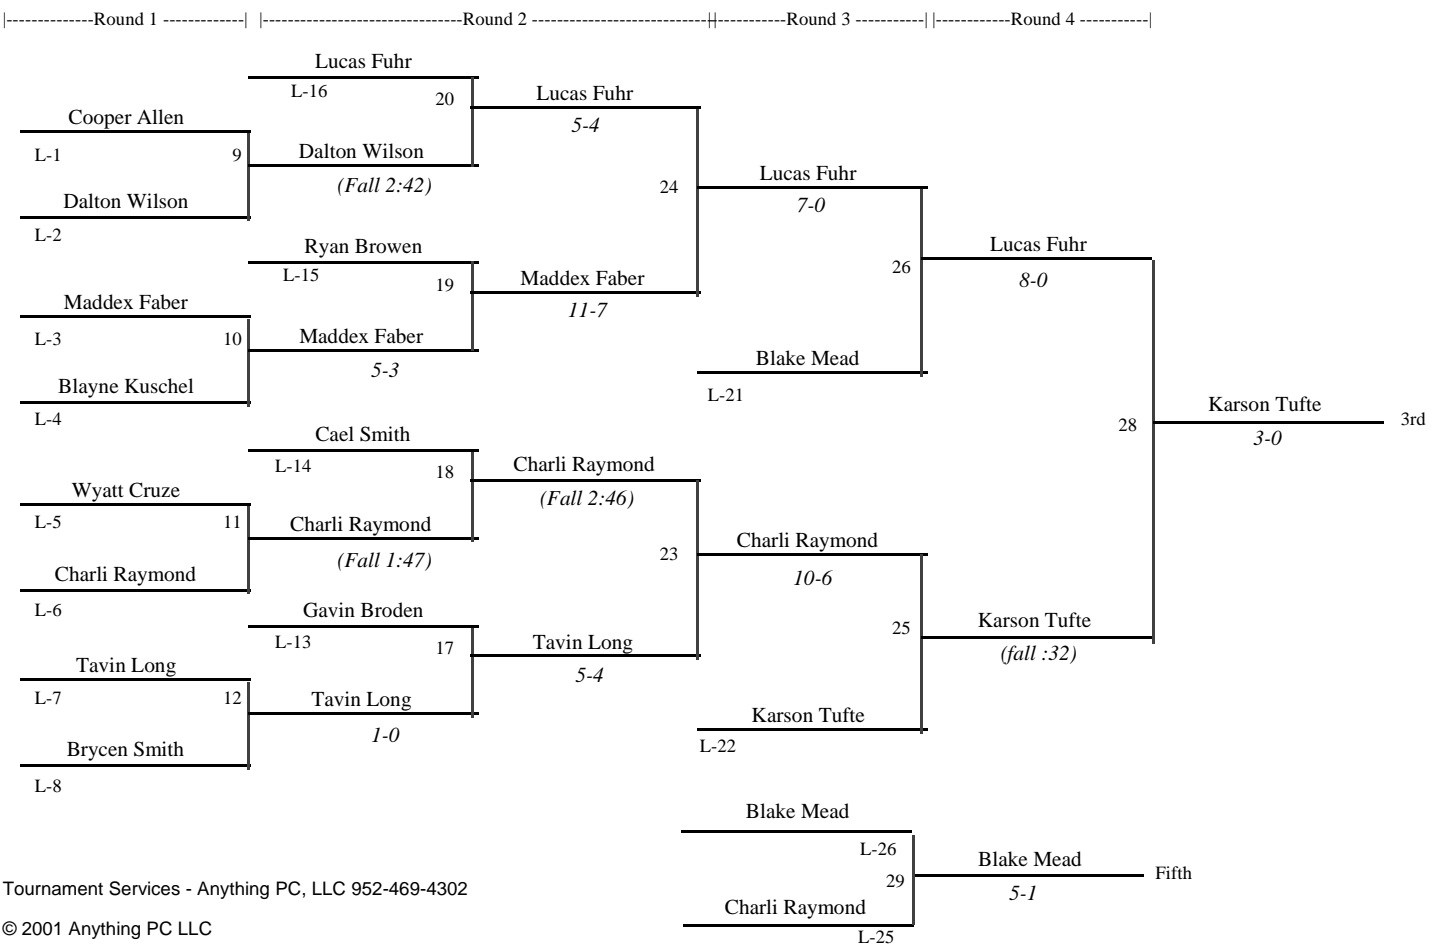 |--------------Round 1 -------------| |--------------------------------Round 2 ----------------------------||------------Round 3 -----------| |------------Round 4 -----------|
Lucas Fuhr
L-16 20 Lucas Fuhr
Cooper Allen 5-4
L-1 9 Dalton Wilson
(Fall 2:42) 24 Lucas Fuhr
Dalton Wilson 7-0
L-2
Ryan Browen Lucas Fuhr
L-15 19 Maddex Faber 26 8-0
Maddex Faber 11-7
L-3 10 Maddex Faber
5-3 Blake Mead
Blayne Kuschel L-21
L-4 28 Karson Tufte 3rd
3-0
Cael Smith
L-14 18 Charli Raymond
Wyatt Cruze (Fall 2:46)
L-5 11 Charli Raymond
(Fall 1:47) 23 Charli Raymond
Charli Raymond 10-6
L-6
Gavin Broden Karson Tufte
L-13 17 Tavin Long 25 (fall :32)
Tavin Long 5-4
L-7 12 Tavin Long
1-0 Karson Tufte
Brycen Smith L-22
L-8
Blake Mead
L-26
29 Blake Mead Fifth
5-1
Charli Raymond
L-25
Tournament Services - Anything PC, LLC 952-469-4302
© 2001 Anything PC LLC